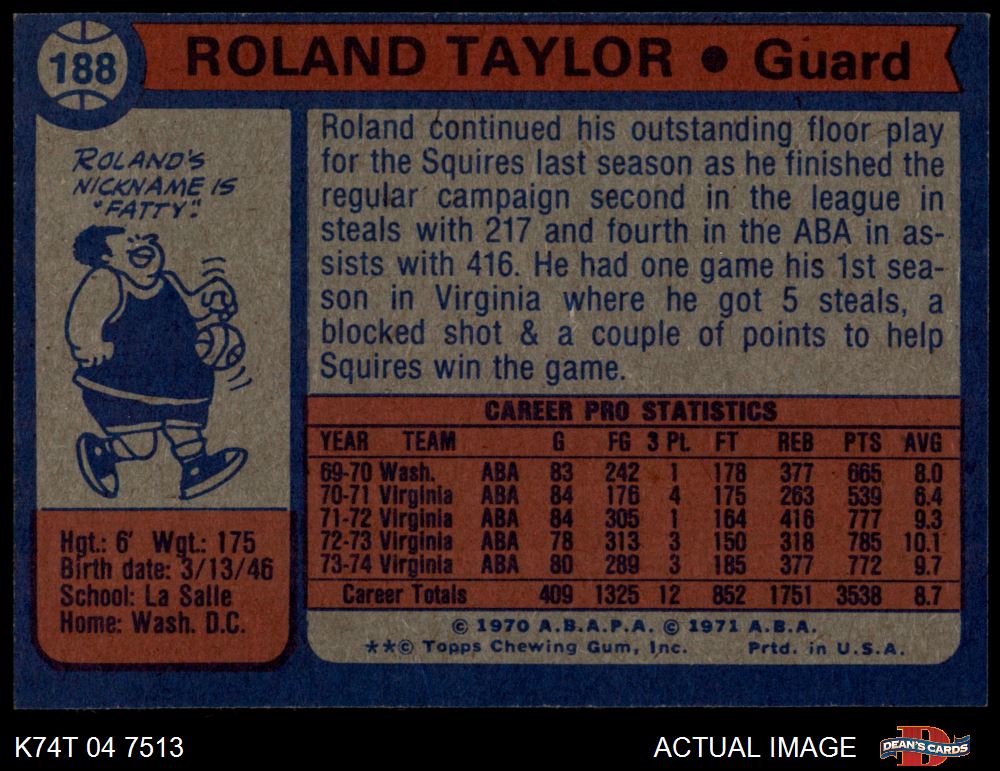 188
ROLAND TAYLOR • Guard
ROLAND'S
NICKNAME IS
"FATTY."
Hgt.: 6' Wgt.: 175
Birth date: 3/13/46
School: La Salle
Home: Wash. D.C.
Roland continued his outstanding floor play
for the Squires last season as he finished the
regular campaign second in the league in
steals with 217 and fourth in the ABA in as-
sists with 416. He had one game his 1st sea-
son in Virginia where he got 5 steals, a
blocked shot & a couple of points to help
Squires win the game.
CAREER PRO STATISTICS
YEAR TEAM G FG 3 PL FT REB PTS AVG
69-70 Wash. ABA 83 242 1 178 377 665 8.0
70-71 Virginia ABA 84 176 4 175 263 539 6.4
71-72 Virginia ABA 84 305 1 164 416 777 9.3
72-73 Virginia ABA 78 313 3 150 318 785 10.1
73-74 Virginia ABA 80 289 3 185 377 772 9.7
Career Totals 409 1325 12 852 1751 3538 8.7
© 1970 A.B.A.P.A. © 1971 A.B.A.
**© Topps Chewing Gum, Inc. Prtd. in U.S.A.
K74T 04 7513
ACTUAL IMAGE
D
DEAN'S CARDS